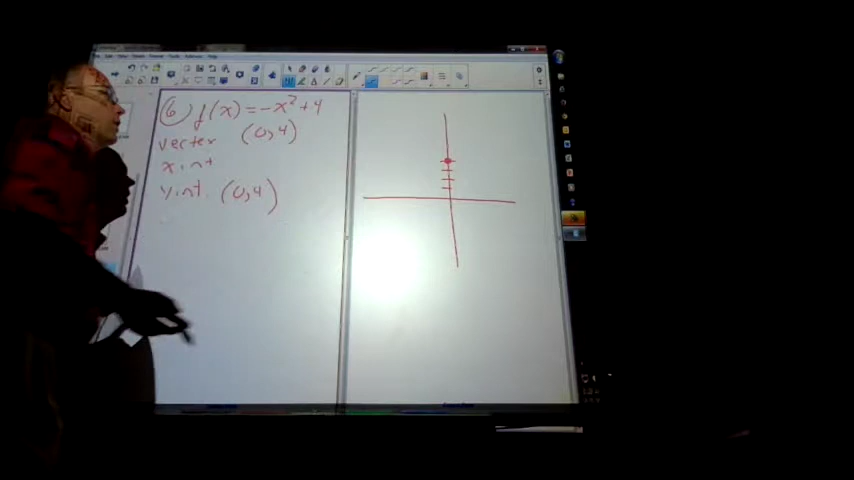 6 f(x) = -x² + 4
vertex (0,4)
x int
y int. (0,4)